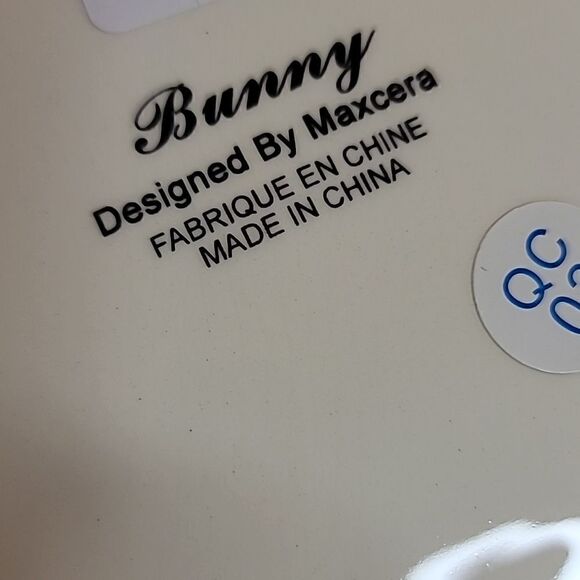 Bunny
Designed By Maxcera
FABRIQUE EN CHINE
MADE IN CHINA
QC